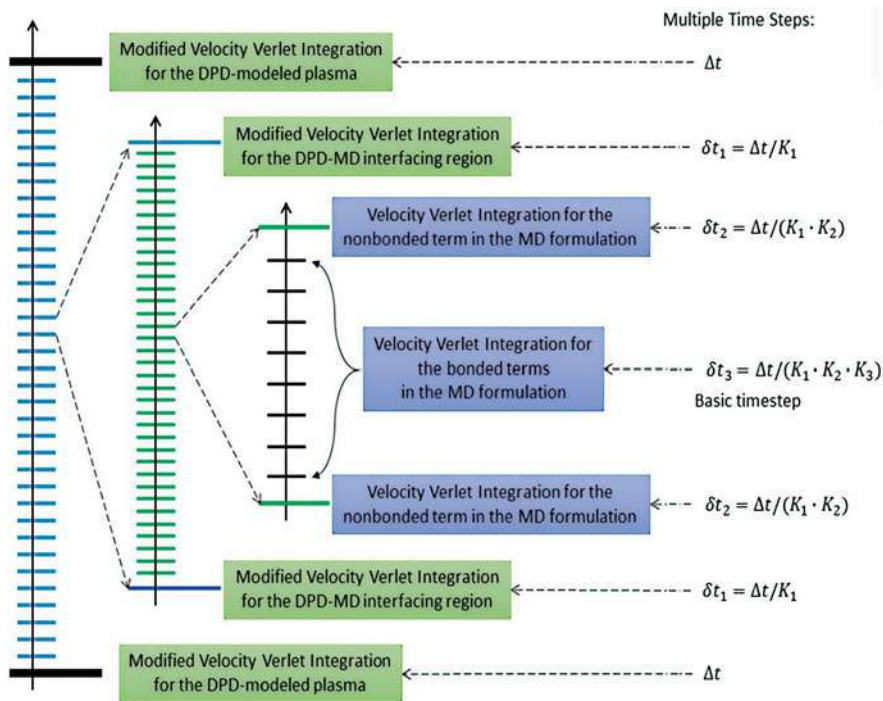 Multiple Time Steps:
Modified Velocity Verlet Integration
for the DPD-modeled plasma
Δt
Modified Velocity Verlet Integration
for the DPD-MD interfacing region
δt₁ = Δt/K₁
Velocity Verlet Integration for the
nonbonded term in the MD formulation
δt₂ = Δt/(K₁ · K₂)
Velocity Verlet Integration for
the bonded terms
in the MD formulation
δt₃ = Δt/(K₁ · K₂ · K₃)
Basic timestep
Velocity Verlet Integration for the
nonbonded term in the MD formulation
δt₂ = Δt/(K₁ · K₂)
Modified Velocity Verlet Integration
for the DPD-MD interfacing region
δt₁ = Δt/K₁
Modified Velocity Verlet Integration
for the DPD-modeled plasma
Δt